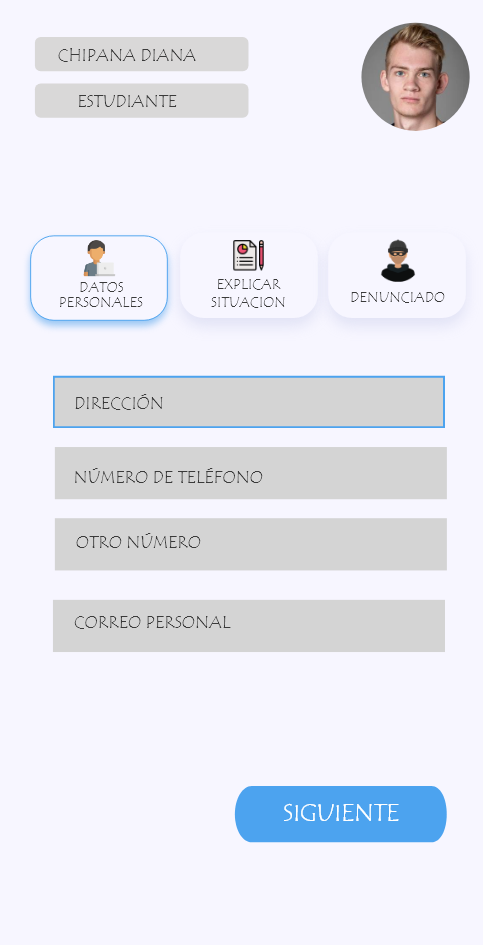 CHIPANA DIANA
ESTUDIANTE
DATOS
PERSONALES
EXPLICAR
SITUACION
DENUNCIADO
DIRECCIÓN
NÚMERO DE TELÉFONO
OTRO NÚMERO
CORREO PERSONAL
SIGUIENTE